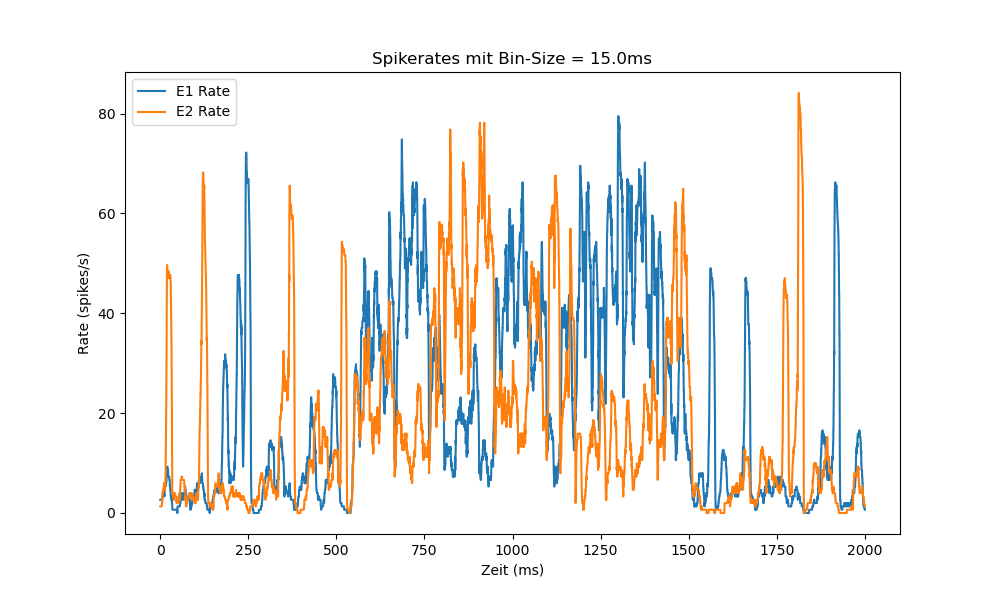 Spikerates mit Bin-Size = 15.0ms
E1 Rate
E2 Rate
80
60
40
20
0
Rate (spikes/s)
0 250 500 750 1000 1250 1500 1750 2000
Zeit (ms)